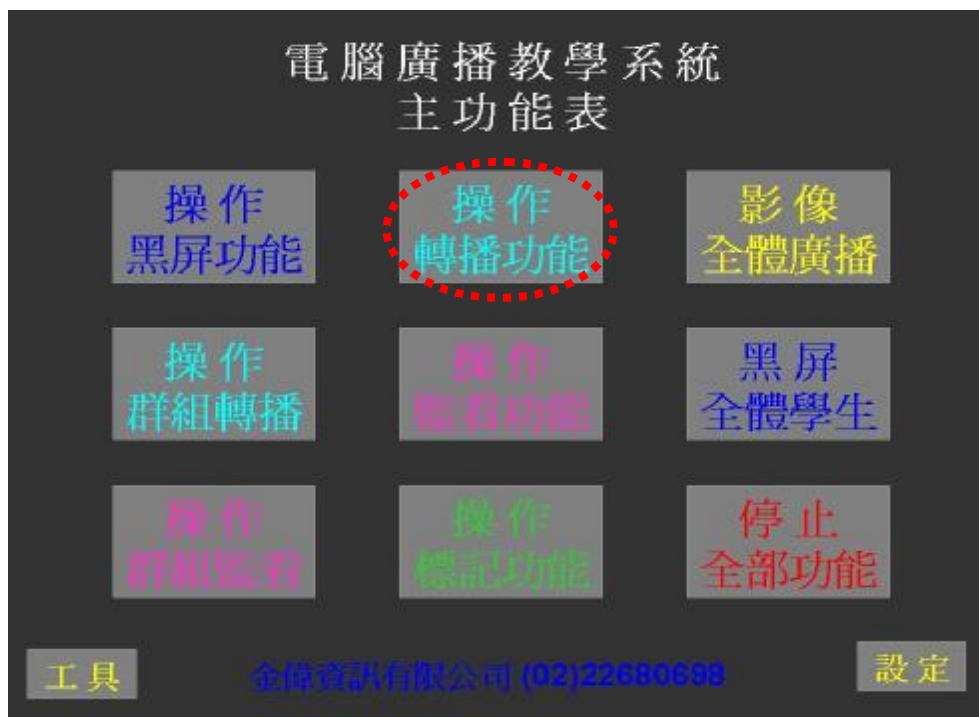 電腦廣播教學系統
主功能表
操作
黑屏功能
操作
轉播功能
影像
全體廣播
操作
群組轉播
操作
監看功能
黑屏
全體學生
操作
群組監看
操作
標記功能
停止
全部功能
工具
金偉資訊有限公司 (02)22680698
設定